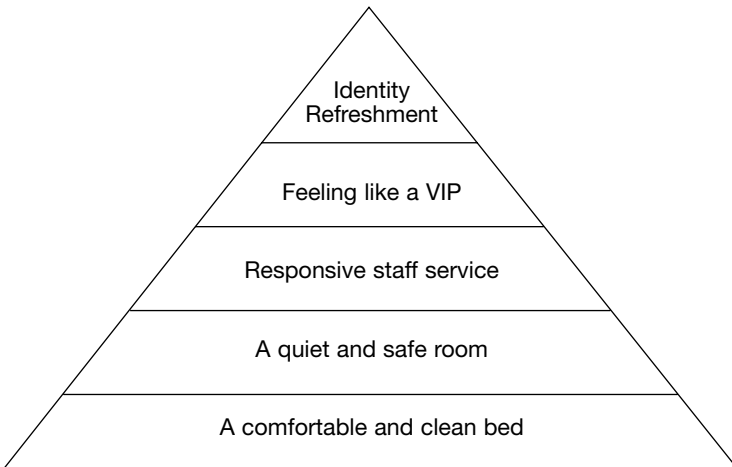 Identity
Refreshment
Feeling like a VIP
Responsive staff service
A quiet and safe room
A comfortable and clean bed